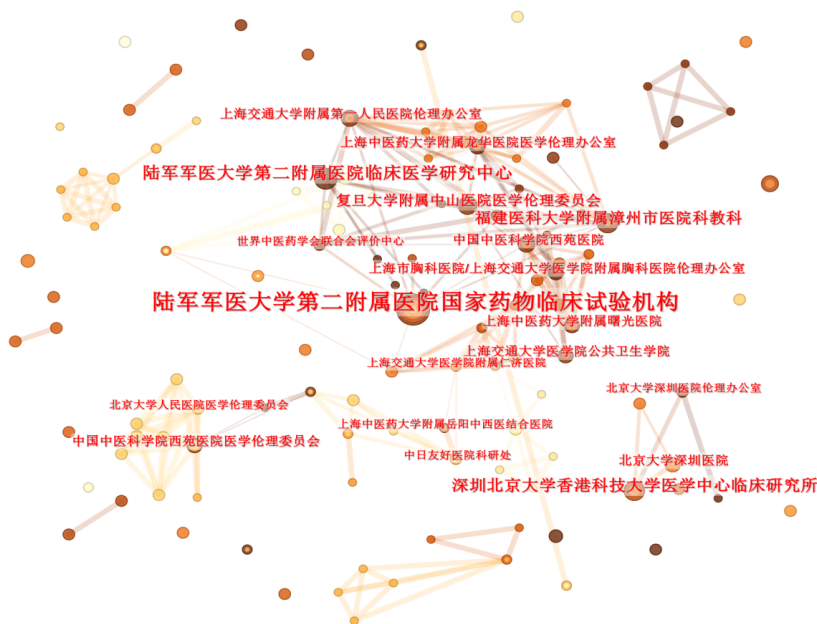 上海交通大学附属第一人民医院伦理办公室
上海中医药大学附属龙华医院医学伦理办公室
陆军军医大学第二附属医院临床医学研究中心
复旦大学附属中山医院医学伦理委员会
福建医科大学附属漳州市医院科教科
世界中医药学会联合会评价中心
中国中医科学院西苑医院
上海市胸科医院/上海交通大学医学院附属胸科医院伦理办公室
陆军军医大学第二附属医院国家药物临床试验机构
上海中医药大学附属曙光医院
上海交通大学医学院公共卫生学院
上海交通大学医学院附属仁济医院
北京大学深圳医院伦理办公室
北京大学人民医院医学伦理委员会
上海中医药大学附属岳阳中西医结合医院
中国中医科学院西苑医院医学伦理委员会
中日友好医院科研处
北京大学深圳医院
深圳北京大学香港科技大学医学中心临床研究所